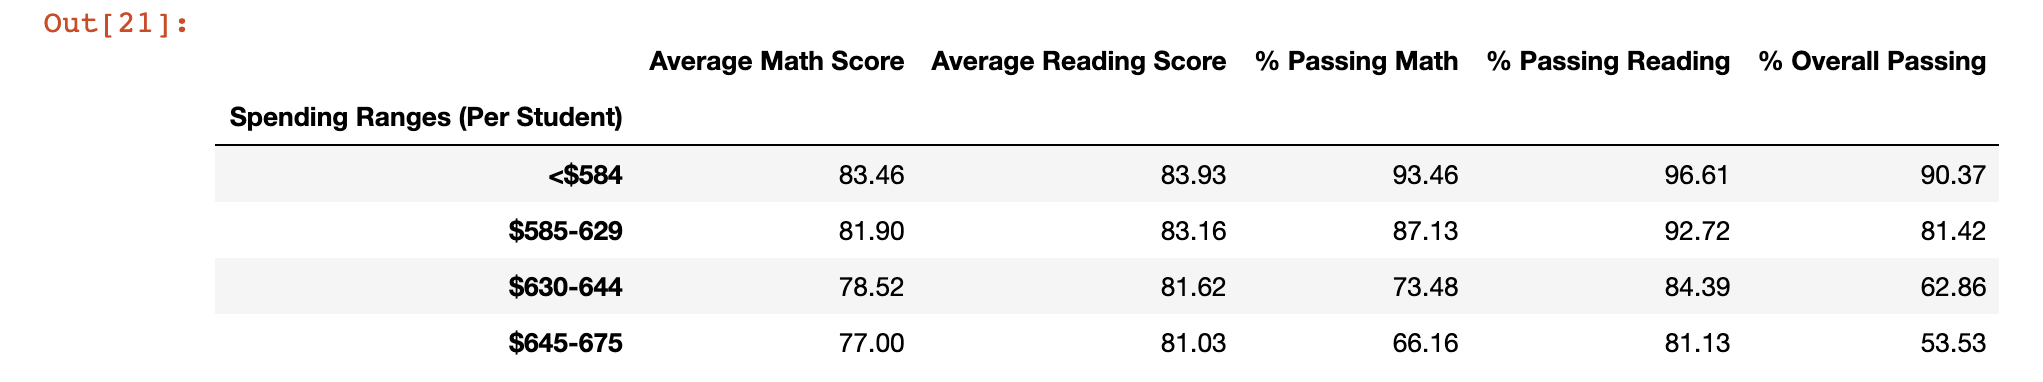 Out[21]:
Average Math Score Average Reading Score % Passing Math % Passing Reading % Overall Passing
Spending Ranges (Per Student)
<$584 83.46 83.93 93.46 96.61 90.37
$585-629 81.90 83.16 87.13 92.72 81.42
$630-644 78.52 81.62 73.48 84.39 62.86
$645-675 77.00 81.03 66.16 81.13 53.53